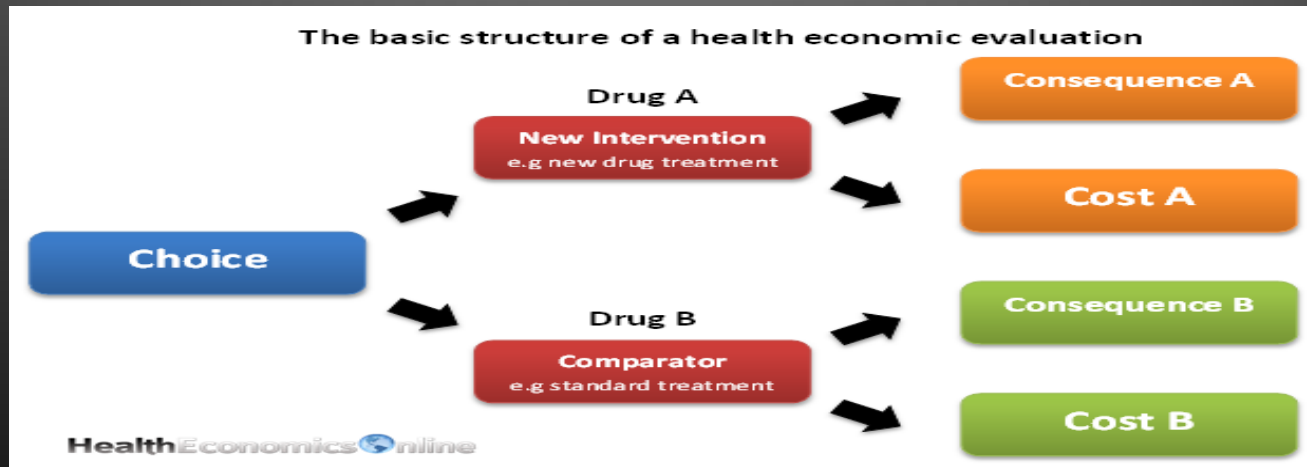 The basic structure of a health economic evaluation
Drug A
New Intervention
e.g new drug treatment
Consequence A
Cost A
Choice
Drug B
Comparator
e.g standard treatment
Consequence B
Cost B
HealthEconomicsOnline